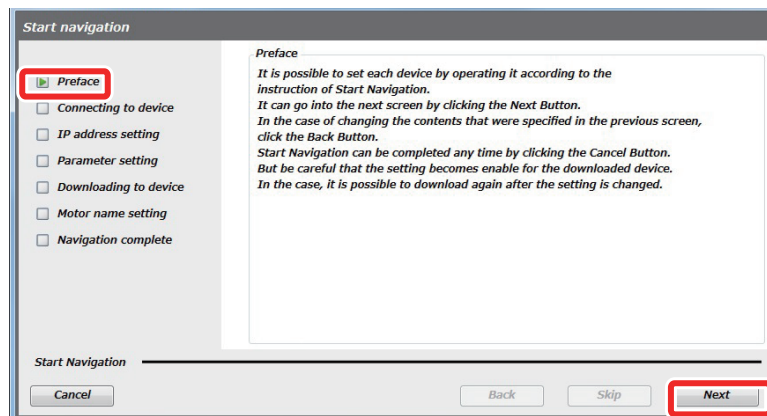 Start navigation
Preface
Connecting to device
IP address setting
Parameter setting
Downloading to device
Motor name setting
Navigation complete
Preface
It is possible to set each device by operating it according to the
instruction of Start Navigation.
It can go into the next screen by clicking the Next Button.
In the case of changing the contents that were specified in the previous screen,
click the Back Button.
Start Navigation can be completed any time by clicking the Cancel Button.
But be careful that the setting becomes enable for the downloaded device.
In the case, it is possible to download again after the setting is changed.
Start Navigation
Cancel
Back
Skip
Next